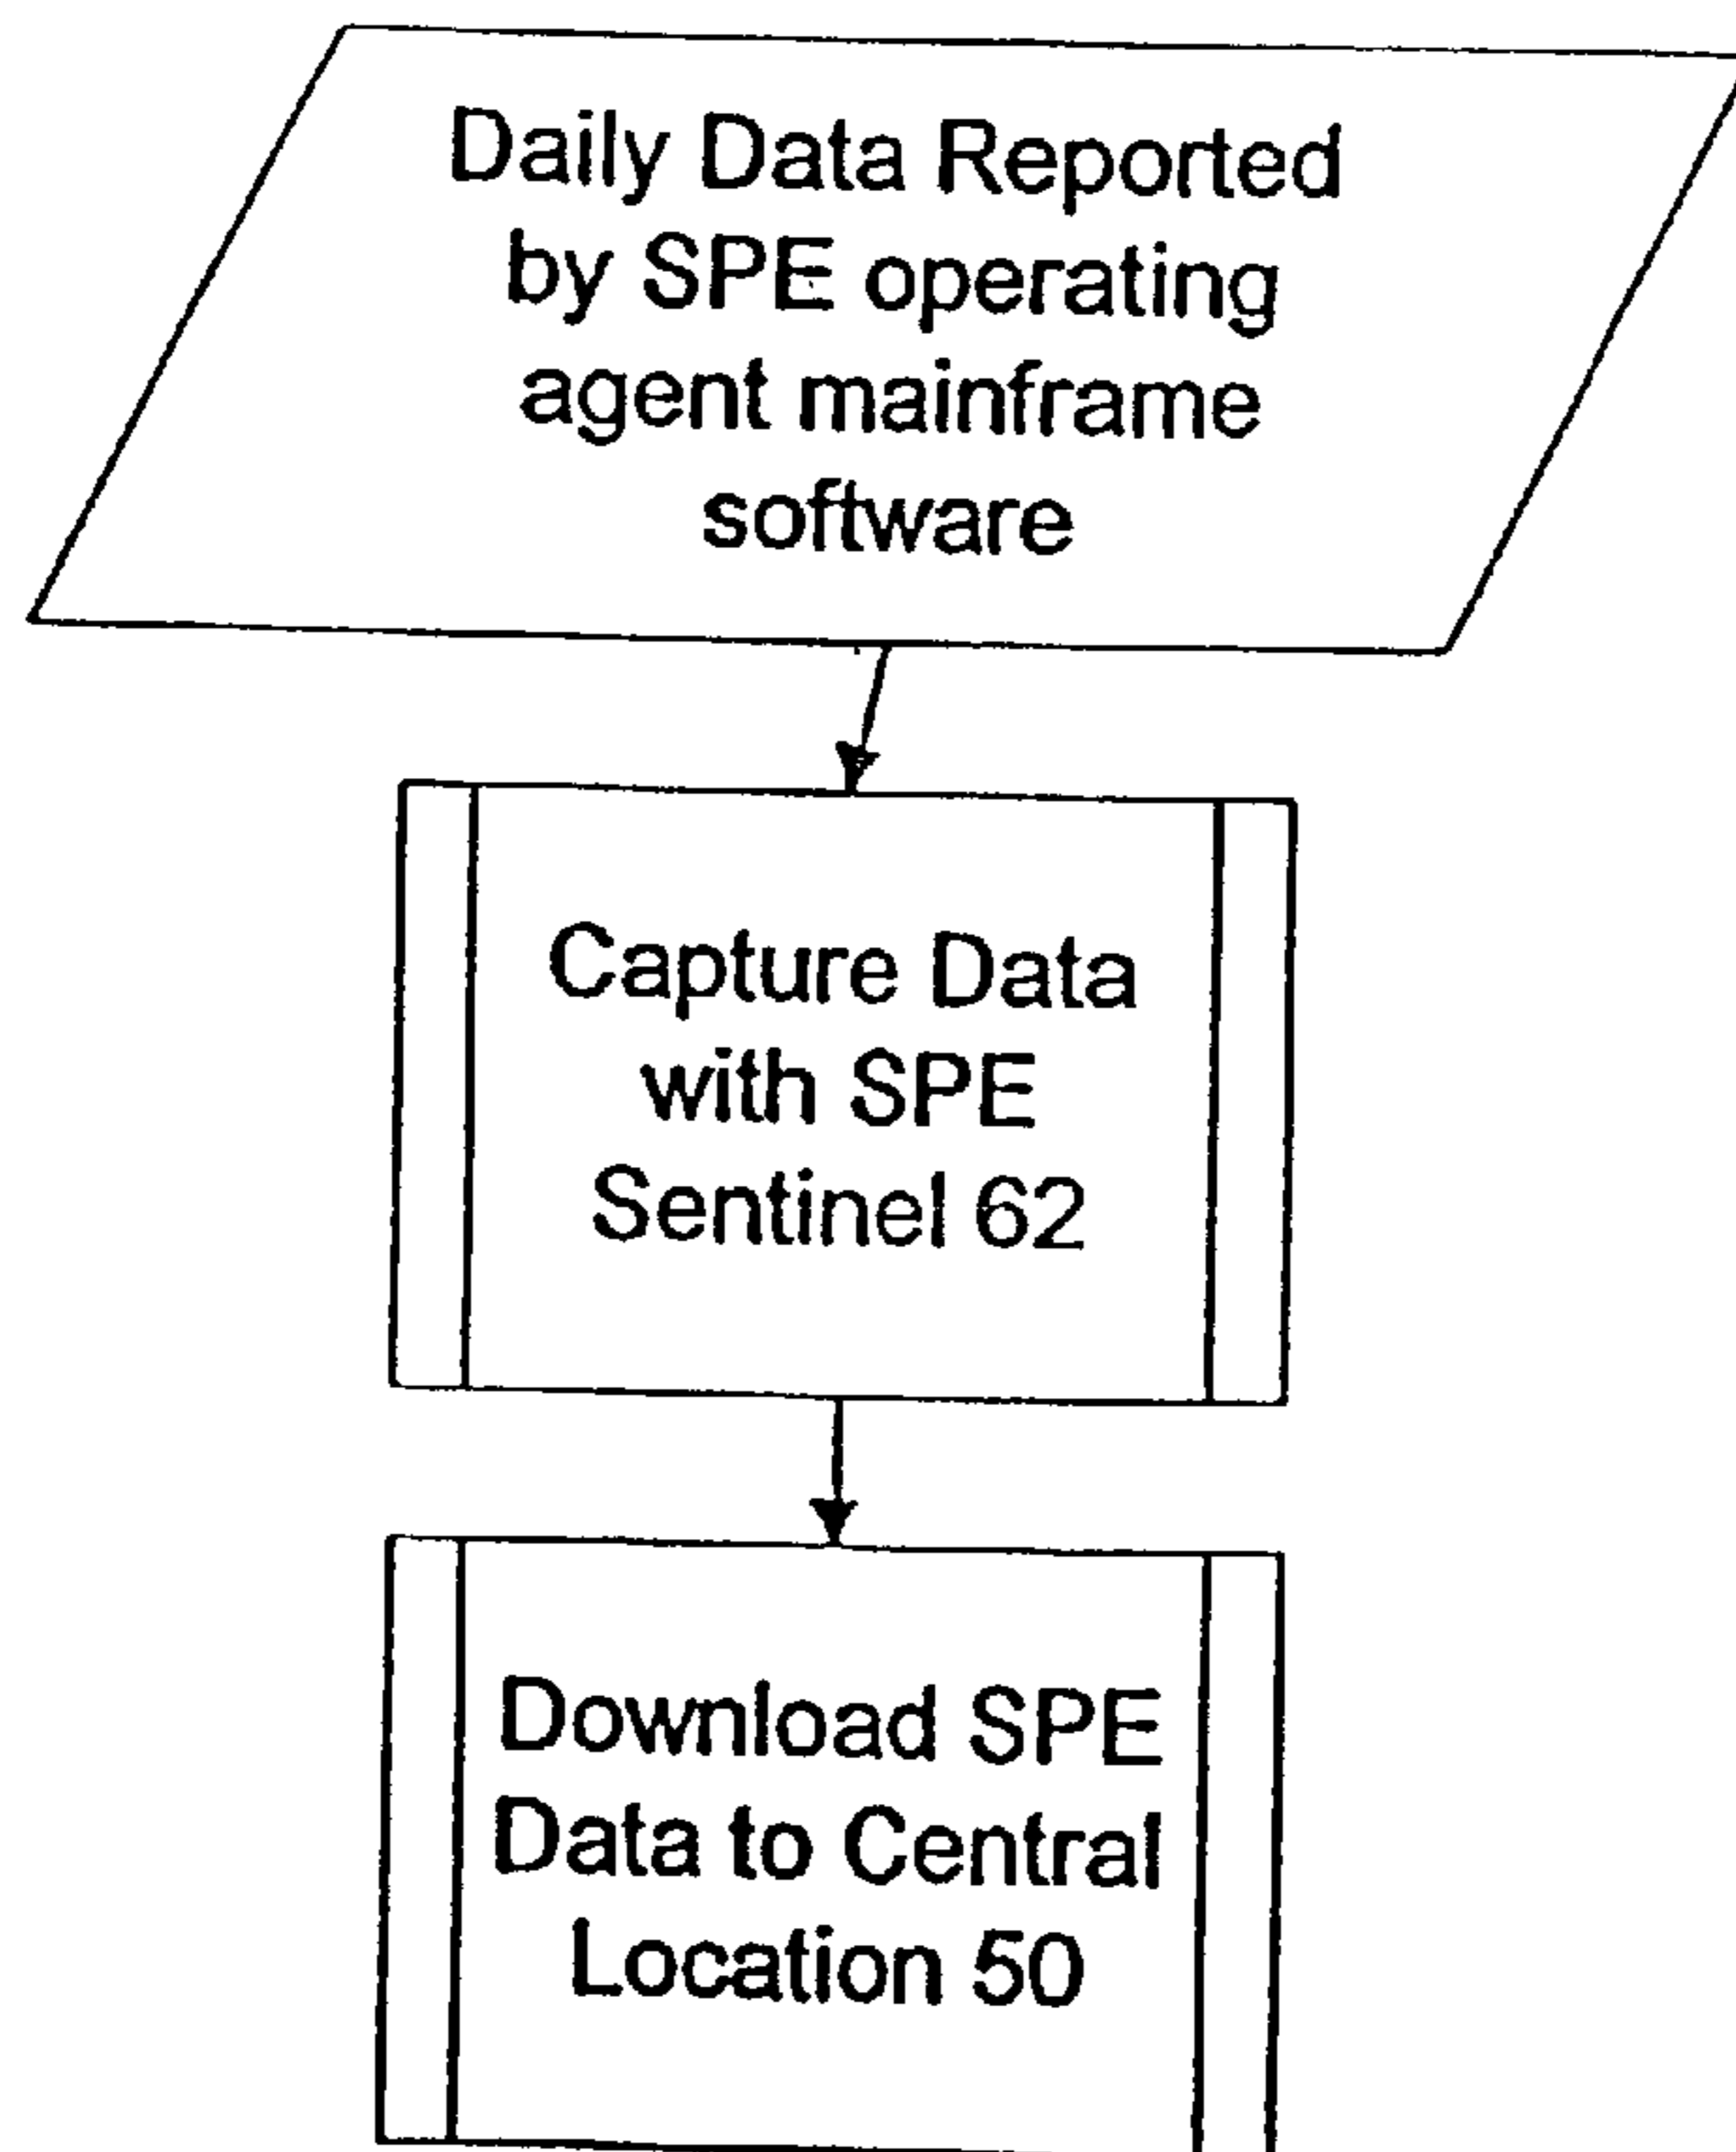 Daily Data Reported
by SPE operating
agent mainframe
software
Capture Data
with SPE
Sentinel 62
Download SPE
Data to Central
Location 50